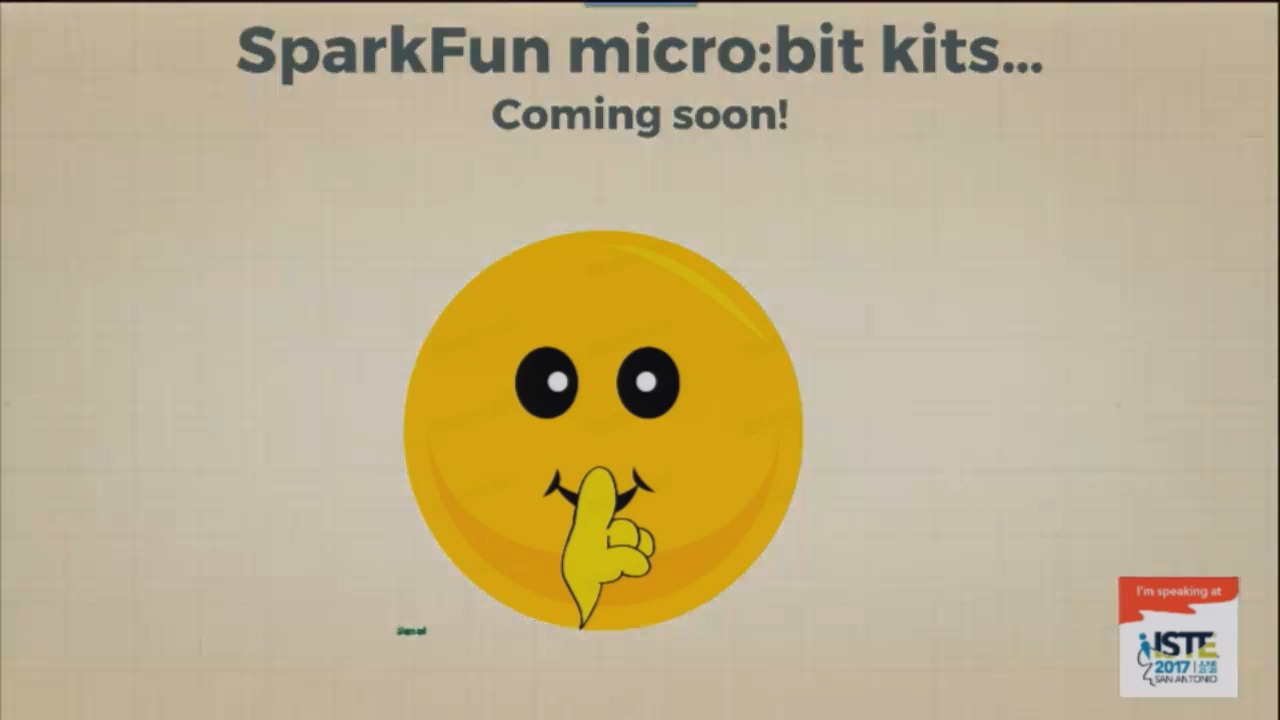 SparkFun micro:bit kits...
Coming soon!
I'm speaking at
ISTE
2017
SAN ANTONIO